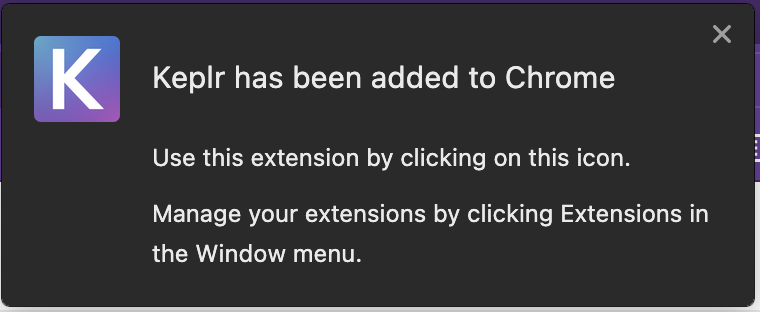 K
Keplr has been added to Chrome
Use this extension by clicking on this icon.
Manage your extensions by clicking Extensions in
the Window menu.